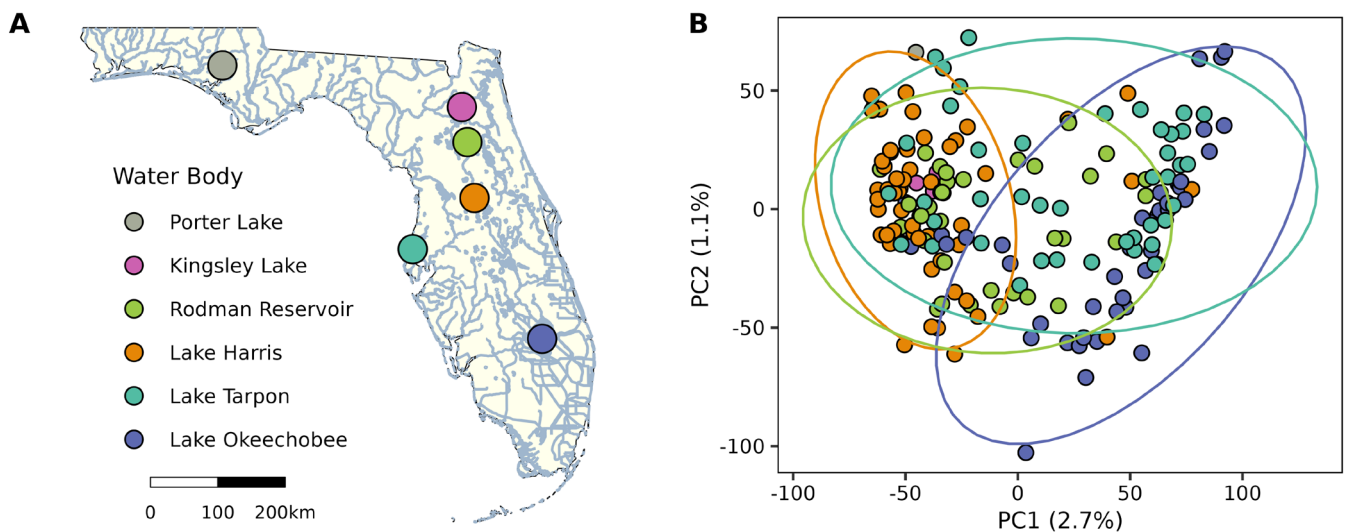 A
Water Body
Porter Lake
Kingsley Lake
Rodman Reservoir
Lake Harris
Lake Tarpon
Lake Okeechobee
0 100 200km
B
PC2 (1.1%)
50
0
-50
-100
-100 -50 0 50 100
PC1 (2.7%)